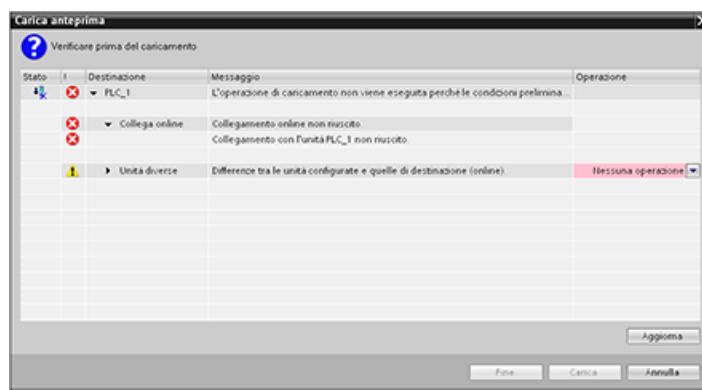 Carica anteprima
Verificare prima del caricamento
Stato ! Destinazione Messaggio Operazione
PLC_1 L'operazione di caricamento non viene eseguita perché le condizioni prelimina...
Collega online Collegamento online non riuscito.
Collegamento con l'unità PLC_1 non riuscito.
Unità diverse Differenze tra le unità configurate e quelle di destinazione (online). Nessuna operazione
Aggiorna
Fine Carica Annulla